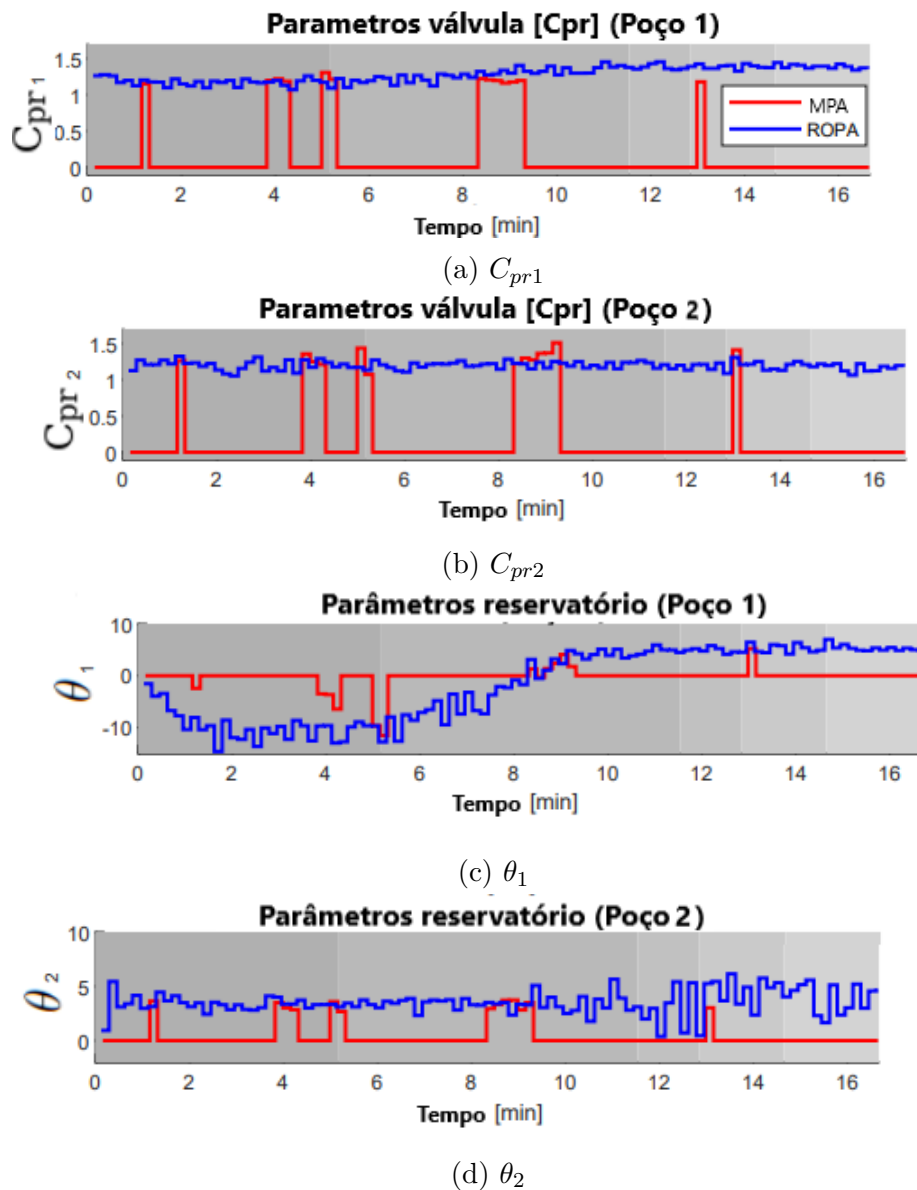 Parametros válvula [Cpr] (Poço 1)
Cpr 1
1.5
1
0.5
0
MPA
ROPA
0 2 4 6 8 10 12 14 16
Tempo [min]
(a) Cpr1
Parametros válvula [Cpr] (Poço 2)
Cpr 2
1.5
1
0.5
0
0 2 4 6 8 10 12 14 16
Tempo [min]
(b) Cpr2
Parâmetros reservatório (Poço 1)
θ 1
10
0
-10
0 2 4 6 8 10 12 14 16
Tempo [min]
(c) θ1
Parâmetros reservatório (Poço 2)
θ 2
10
5
0
0 2 4 6 8 10 12 14 16
Tempo [min]
(d) θ2